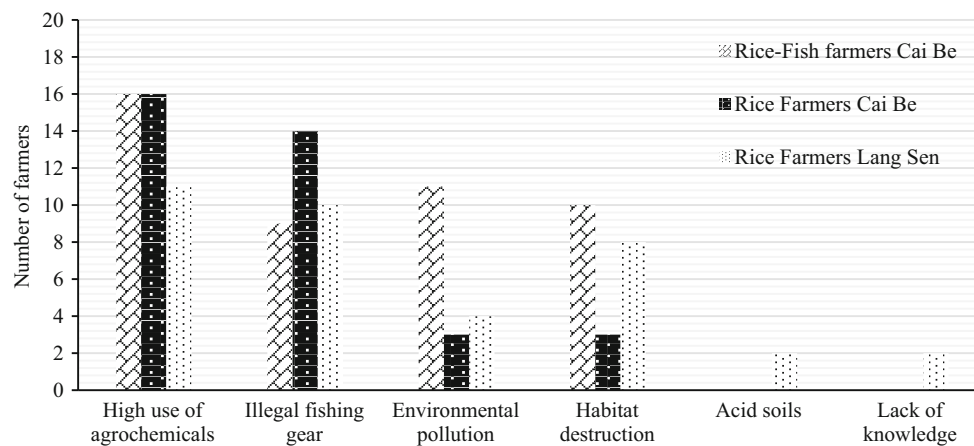 20
18
16
14
12
10
8
6
4
2
0
Number of farmers
Rice-Fish farmers Cai Be
Rice Farmers Cai Be
Rice Farmers Lang Sen
High use of
agrochemicals
Illegal fishing
gear
Environmental
pollution
Habitat
destruction
Acid soils
Lack of
knowledge